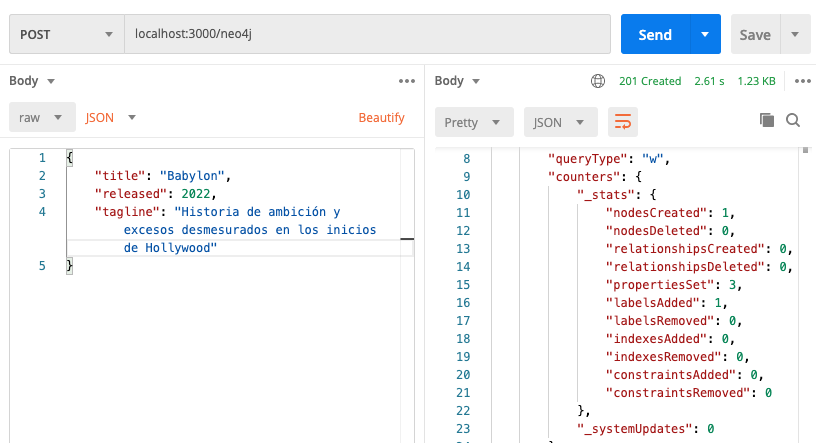 POST localhost:3000/neo4j Send Save
Body ••• Body 201 Created 2.61 s 1.23 KB •••
raw JSON Beautify Pretty JSON
1 {
2 "title": "Babylon",
3 "released": 2022,
4 "tagline": "Historia de ambición y
excesos desmesurados en los inicios
de Hollywood"
5 }
8 "queryType": "w",
9 "counters": {
10 "_stats": {
11 "nodesCreated": 1,
12 "nodesDeleted": 0,
13 "relationshipsCreated": 0,
14 "relationshipsDeleted": 0,
15 "propertiesSet": 3,
16 "labelsAdded": 1,
17 "labelsRemoved": 0,
18 "indexesAdded": 0,
19 "indexesRemoved": 0,
20 "constraintsAdded": 0,
21 "constraintsRemoved": 0
22 },
23 "_systemUpdates": 0